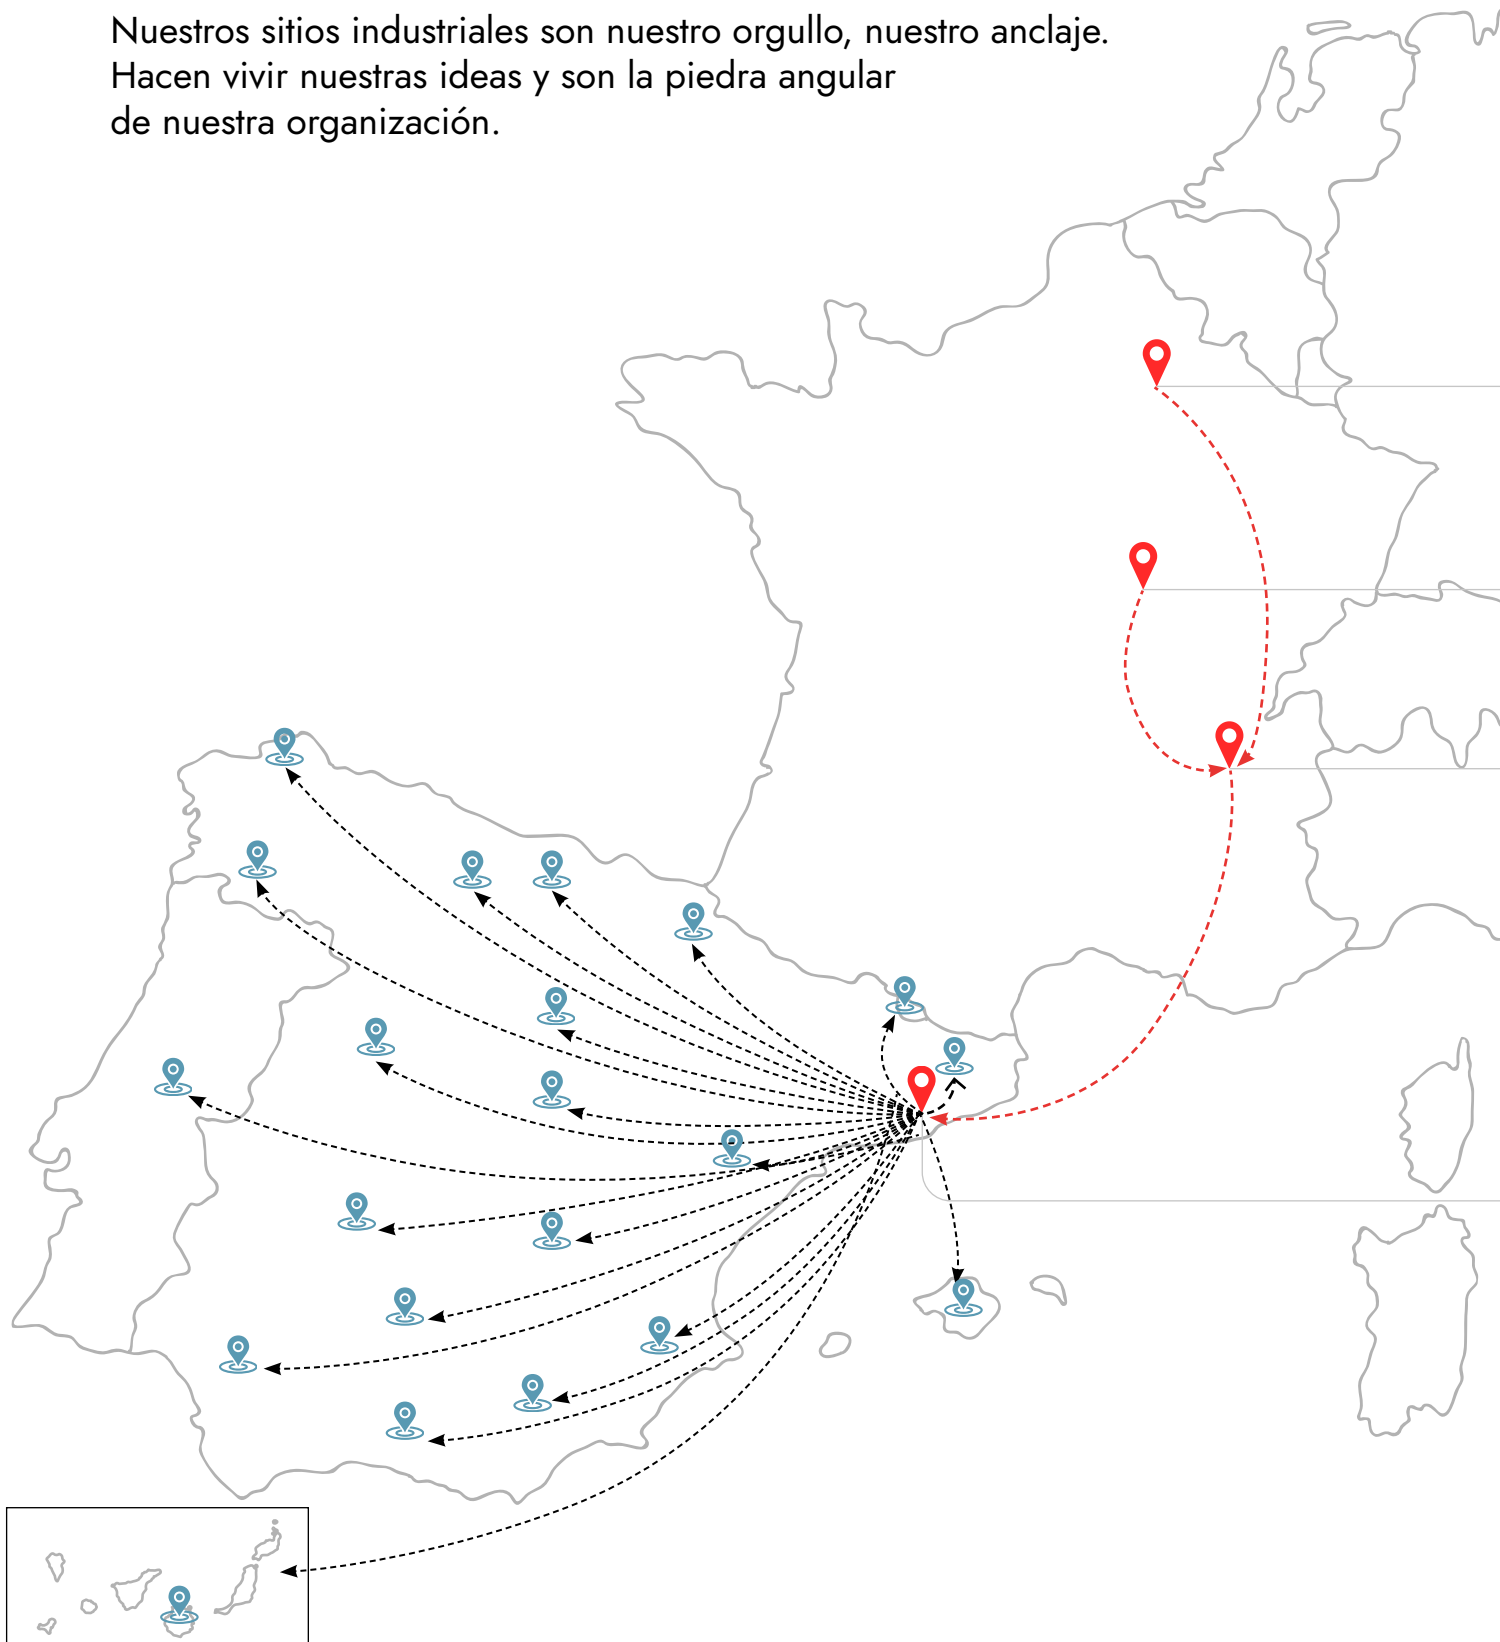 Nuestros sitios industriales son nuestro orgullo, nuestro anclaje.
Hacen vivir nuestras ideas y son la piedra angular
de nuestra organización.